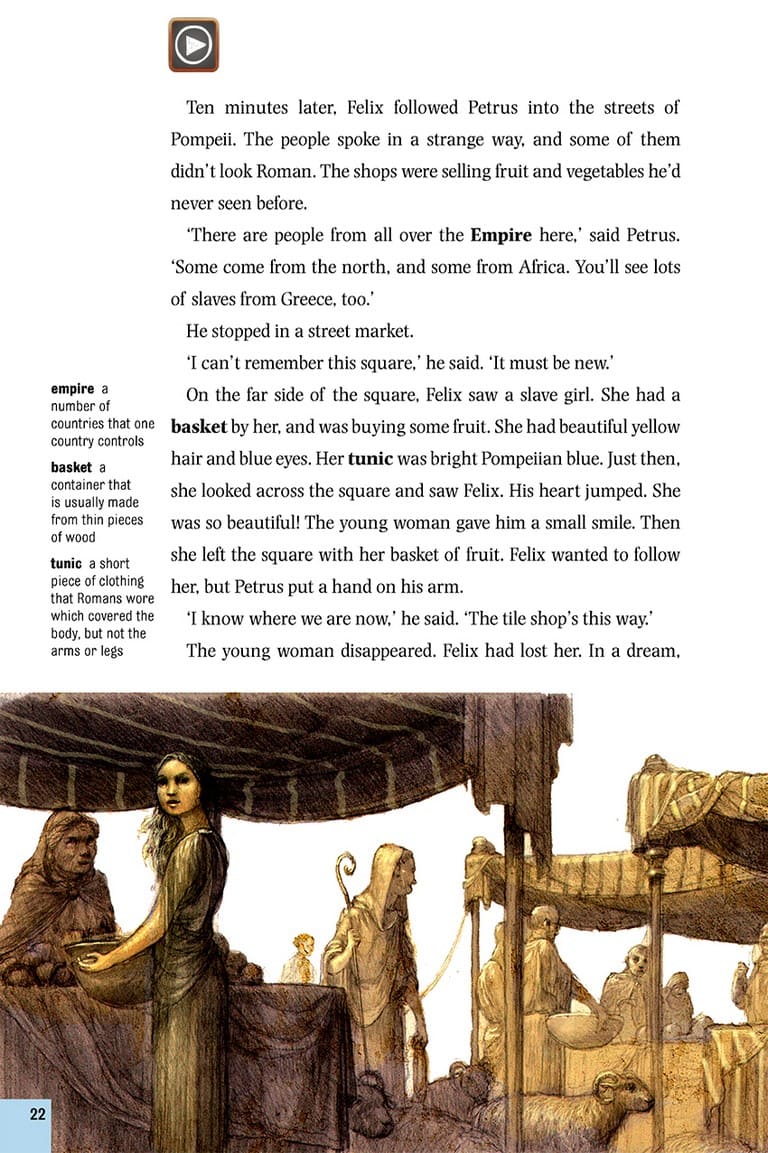 Ten minutes later, Felix followed Petrus into the streets of
Pompeii. The people spoke in a strange way, and some of them
didn't look Roman. The shops were selling fruit and vegetables he'd
never seen before.
‘There are people from all over the Empire here,’ said Petrus.
‘Some come from the north, and some from Africa. You'll see lots
of slaves from Greece, too.’
He stopped in a street market.
‘I can't remember this square,’ he said. ‘It must be new.’
On the far side of the square, Felix saw a slave girl. She had a
basket by her, and was buying some fruit. She had beautiful yellow
hair and blue eyes. Her tunic was bright Pompeiian blue. Just then,
she looked across the square and saw Felix. His heart jumped. She
was so beautiful! The young woman gave him a small smile. Then
she left the square with her basket of fruit. Felix wanted to follow
her, but Petrus put a hand on his arm.
‘I know where we are now,’ he said. ‘The tile shop's this way.’
The young woman disappeared. Felix had lost her. In a dream,
empire a
number of
countries that one
country controls
basket a
container that
is usually made
from thin pieces
of wood
tunic a short
piece of clothing
that Romans wore
which covered the
body, but not the
arms or legs
22